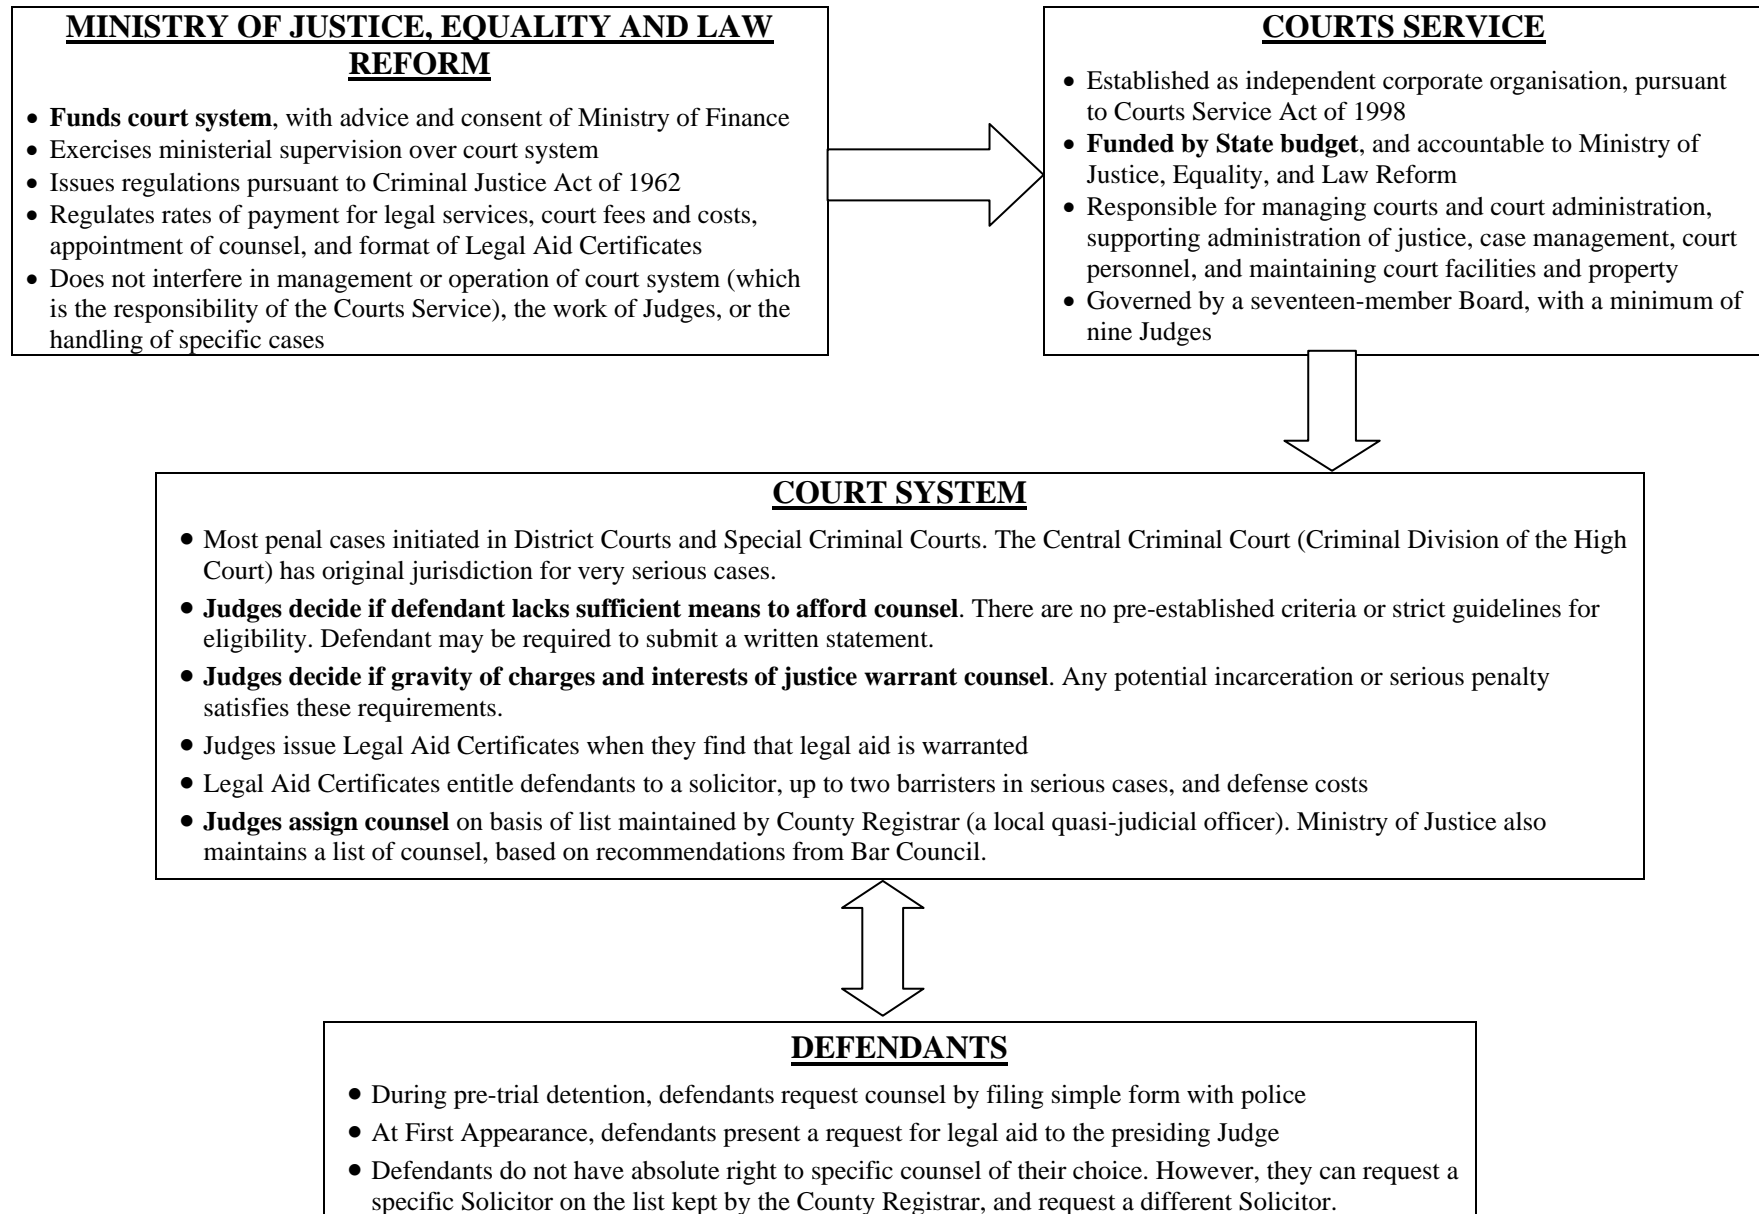 MINISTRY OF JUSTICE, EQUALITY AND LAW
REFORM
• Funds court system, with advice and consent of Ministry of Finance
• Exercises ministerial supervision over court system
• Issues regulations pursuant to Criminal Justice Act of 1962
• Regulates rates of payment for legal services, court fees and costs,
appointment of counsel, and format of Legal Aid Certificates
• Does not interfere in management or operation of court system (which
is the responsibility of the Courts Service), the work of Judges, or the
handling of specific cases
COURTS SERVICE
• Established as independent corporate organisation, pursuant
to Courts Service Act of 1998
• Funded by State budget, and accountable to Ministry of
Justice, Equality, and Law Reform
• Responsible for managing courts and court administration,
supporting administration of justice, case management, court
personnel, and maintaining court facilities and property
• Governed by a seventeen-member Board, with a minimum of
nine Judges
COURT SYSTEM
• Most penal cases initiated in District Courts and Special Criminal Courts. The Central Criminal Court (Criminal Division of the High
Court) has original jurisdiction for very serious cases.
• Judges decide if defendant lacks sufficient means to afford counsel. There are no pre-established criteria or strict guidelines for
eligibility. Defendant may be required to submit a written statement.
• Judges decide if gravity of charges and interests of justice warrant counsel. Any potential incarceration or serious penalty
satisfies these requirements.
• Judges issue Legal Aid Certificates when they find that legal aid is warranted
• Legal Aid Certificates entitle defendants to a solicitor, up to two barristers in serious cases, and defense costs
• Judges assign counsel on basis of list maintained by County Registrar (a local quasi-judicial officer). Ministry of Justice also
maintains a list of counsel, based on recommendations from Bar Council.
DEFENDANTS
• During pre-trial detention, defendants request counsel by filing simple form with police
• At First Appearance, defendants present a request for legal aid to the presiding Judge
• Defendants do not have absolute right to specific counsel of their choice. However, they can request a
specific Solicitor on the list kept by the County Registrar, and request a different Solicitor.